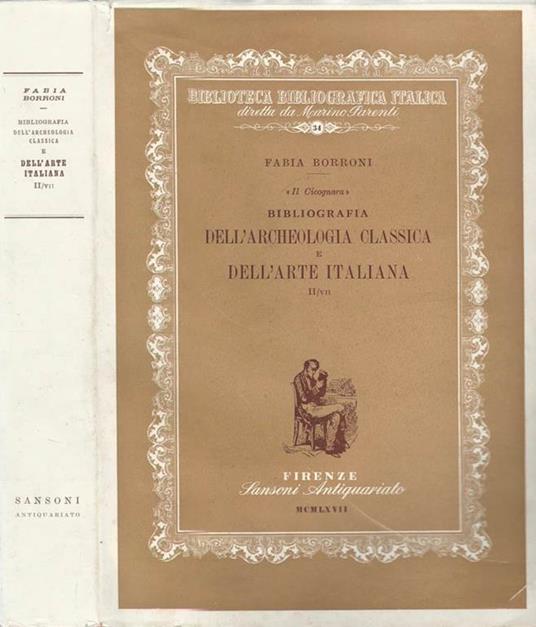 FABIA
BORRONI
BIBLIOGRAFIA
DELL'ARCHEOLOGIA
CLASSICA
E
DELL'ARTE
ITALIANA
II/VII
SANSONI
ANTIQUARIATO
BIBLIOTECA BIBLIOGRAFICA ITALICA
diretta da Marino Parenti
34
FABIA BORRONI
«Il Cicognara»
BIBLIOGRAFIA
DELL'ARCHEOLOGIA CLASSICA
E
DELL'ARTE ITALIANA
II/VII
FIRENZE
Sansoni Antiquariato
MCMLXVII